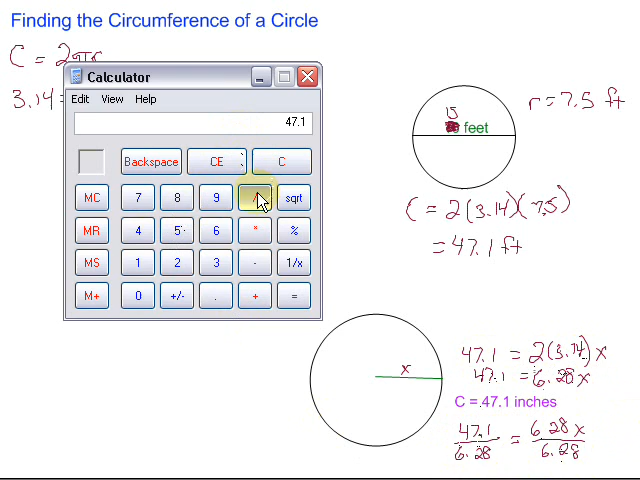 Finding the Circumference of a Circle
C = 2πr
3.14 =
Calculator
Edit View Help
47.1
Backspace CE C
MC 7 8 9 / sqrt
MR 4 5 6 * %
MS 1 2 3 - 1/x
M+ 0 +/- . + =
15
feet
r = 7.5 ft
C = 2(3.14)(7.5)
= 47.1 ft
x
47.1 = 2(3.14)x
47.1 = 6.28x
C = 47.1 inches
47.1 / 6.28 = 6.28x / 6.28